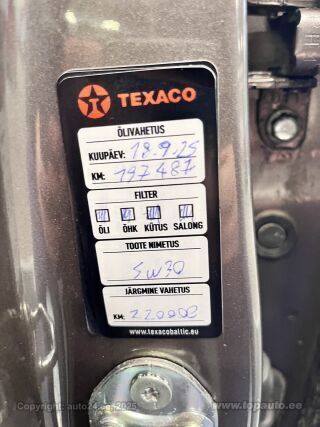 TEXACO
ÕLIVAHETUS
KUUPÄEV: 18.9.25
KM: 197487
FILTER
ÕLI ÕHK KÜTUS SALONG
TOOTE NIMETUS
5W30
JÄRGMINE VAHETUS
KM: 220000
www.texacobaltic.eu
Copyright: auto24.ee, 2025
www.topauto.ee